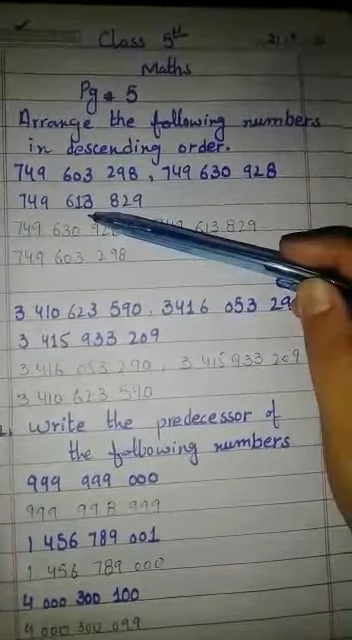 Class 5th
Maths
Pg # 5
Arrange the following numbers
in descending order.
749 603 298, 749 630 928
749 613 829
749 630 613 829
749 603 298
3 410 623 590, 3416 053
3 415 933 209
3 416 053 290, 3 415 933 209
3 410 623 590
2. Write the predecessor of
the following numbers
999 999 000
999 998 999
1 456 789 001
1 456 789 000
4 000 300 100
4 000 300 099